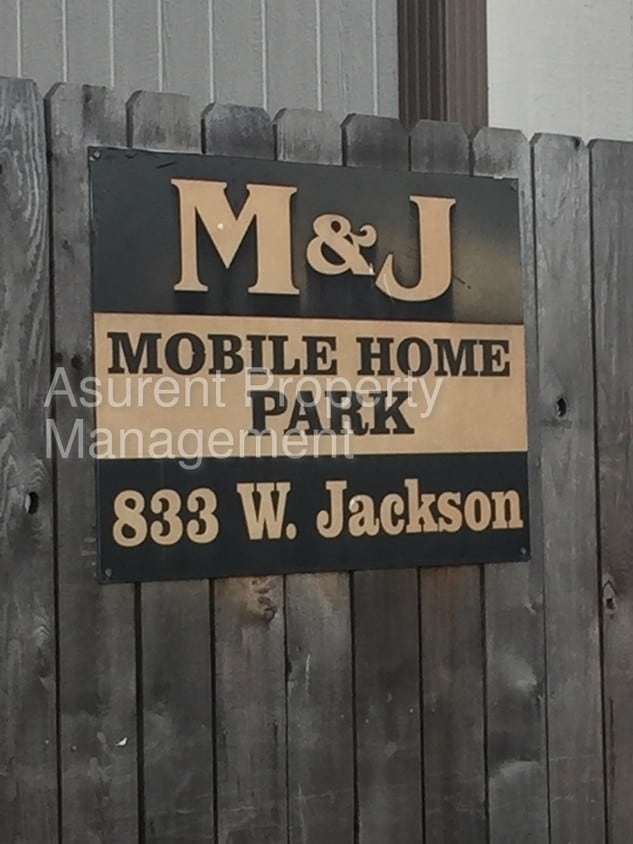 M&J
MOBILE HOME
PARK
Asurent Property
Management
833 W. Jackson